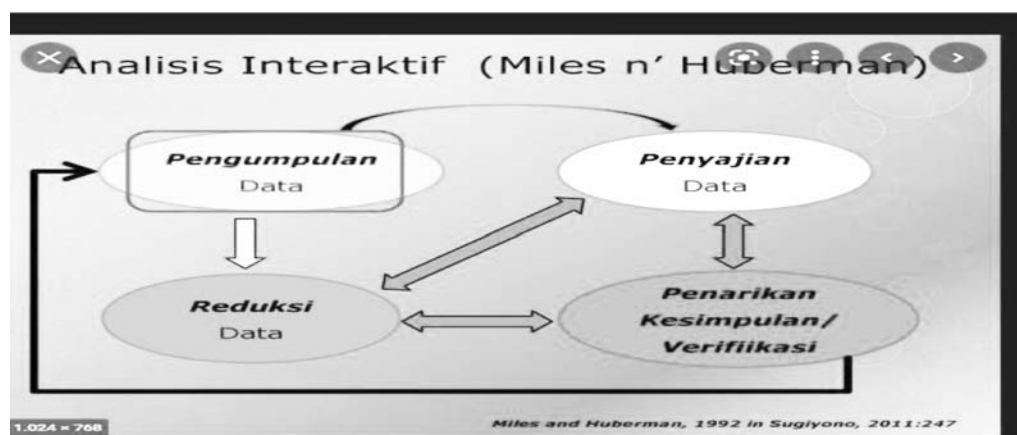 Analisis Interaktif (Miles n' Huberman)
Pengumpulan
Data
Penyajian
Data
Reduksi
Data
Penarikan
Kesimpulan/
Verifiikasi
Miles and Huberman, 1992 in Sugiyono, 2011:247
1.024 × 768